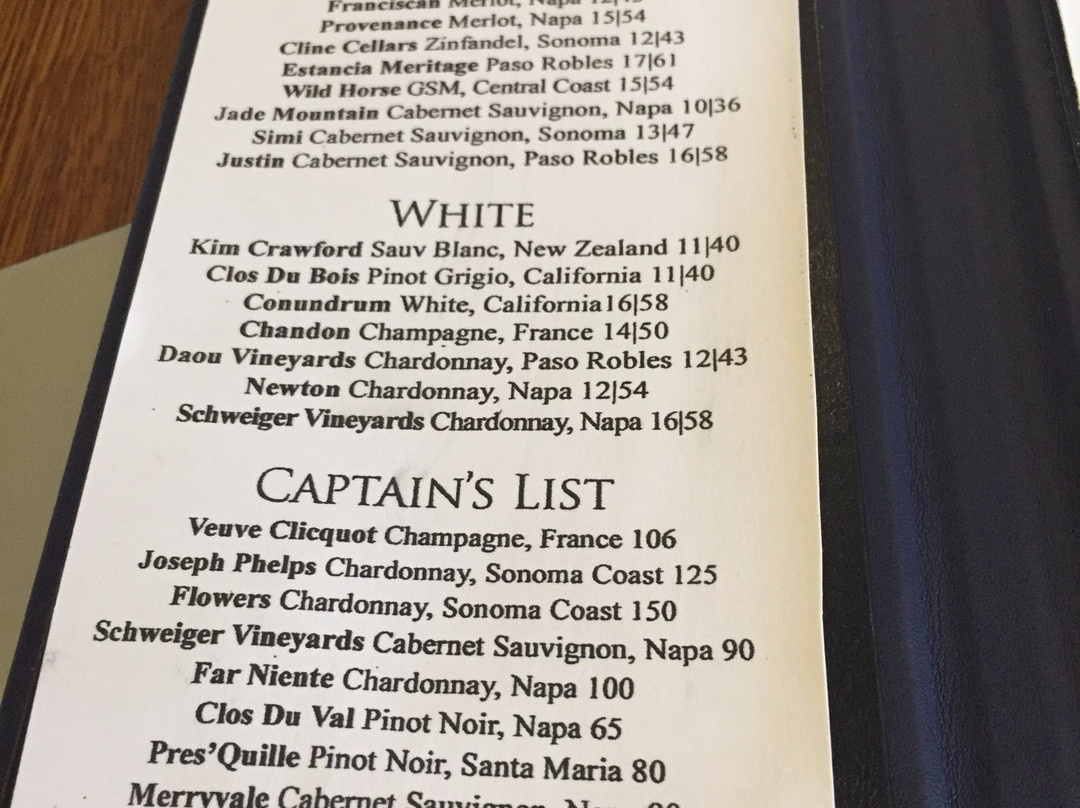 Franciscan Merlot, Napa
Provenance Merlot, Napa 15|54
Cline Cellars Zinfandel, Sonoma 12|43
Estancia Meritage Paso Robles 17|61
Wild Horse GSM, Central Coast 15|54
Jade Mountain Cabernet Sauvignon, Napa 10|36
Simi Cabernet Sauvignon, Sonoma 13|47
Justin Cabernet Sauvignon, Paso Robles 16|58
WHITE
Kim Crawford Sauv Blanc, New Zealand 11|40
Clos Du Bois Pinot Grigio, California 11|40
Conundrum White, California16|58
Chandon Champagne, France 14|50
Daou Vineyards Chardonnay, Paso Robles 12|43
Newton Chardonnay, Napa 12|54
Schweiger Vineyards Chardonnay, Napa 16|58
CAPTAIN'S LIST
Veuve Clicquot Champagne, France 106
Joseph Phelps Chardonnay, Sonoma Coast 125
Flowers Chardonnay, Sonoma Coast 150
Schweiger Vineyards Cabernet Sauvignon, Napa 90
Far Niente Chardonnay, Napa 100
Clos Du Val Pinot Noir, Napa 65
Pres'Quille Pinot Noir, Santa Maria 80
Merryvale Cabernet Sauvignon,